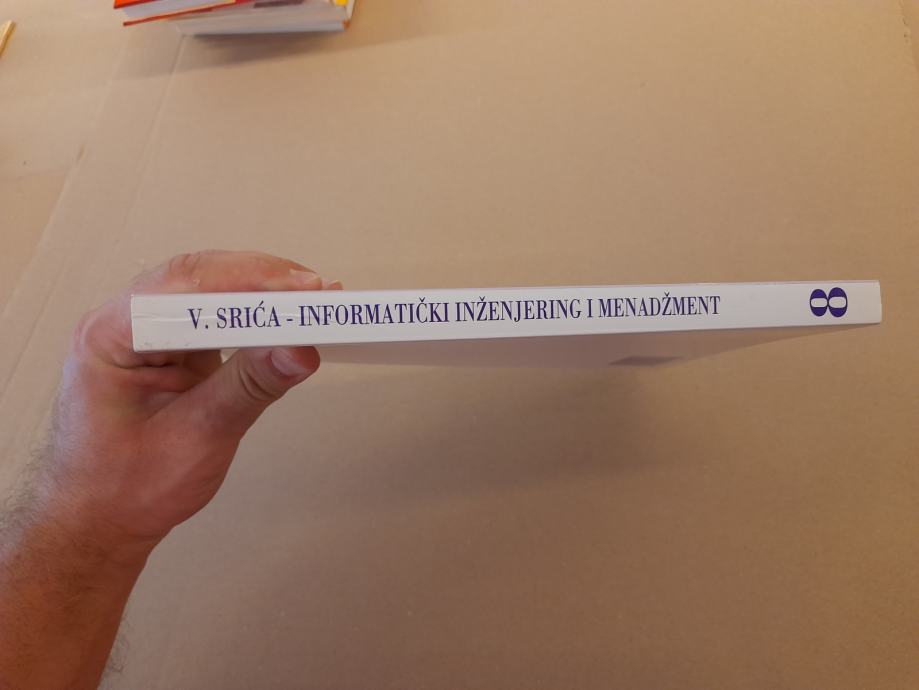 V. SRIĆA - INFORMATIČKI INŽENJERING I MENADŽMENT
8